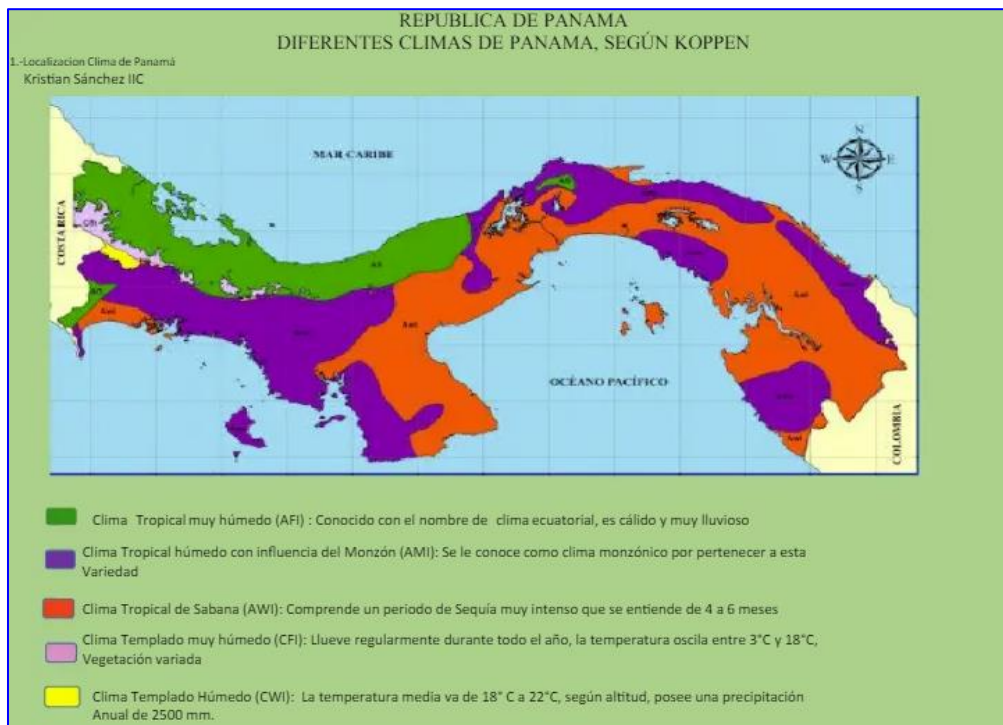 REPUBLICA DE PANAMA
DIFERENTES CLIMAS DE PANAMA, SEGÚN KOPPEN
1.-Localizacion Clima de Panamá
Kristian Sánchez IIC
MAR CARIBE
N
W E
S
COSTA RICA
OCÉANO PACÍFICO
COLOMBIA
Clima Tropical muy húmedo (AFI) : Conocido con el nombre de clima ecuatorial, es cálido y muy lluvioso
Clima Tropical húmedo con influencia del Monzón (AMI): Se le conoce como clima monzónico por pertenecer a esta
Variedad
Clima Tropical de Sabana (AWI): Comprende un periodo de Sequía muy intenso que se entiende de 4 a 6 meses
Clima Templado muy húmedo (CFI): Llueve regularmente durante todo el año, la temperatura oscila entre 3°C y 18°C,
Vegetación variada
Clima Templado Húmedo (CWI): La temperatura media va de 18° C a 22°C, según altitud, posee una precipitación
Anual de 2500 mm.